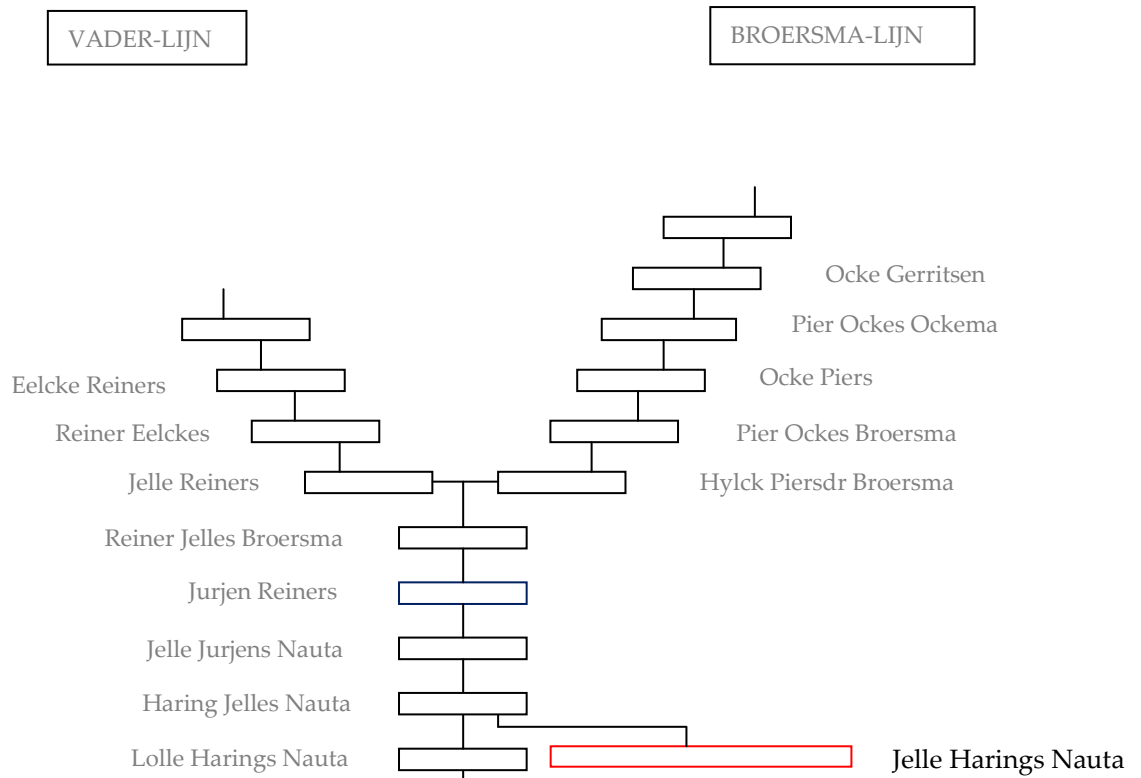 VADER-LIJN
BROERSMA-LIJN
Ocke Gerritsen
Pier Ockes Ockema
Eelcke Reiners
Ocke Piers
Reiner Eelckes
Pier Ockes Broersma
Jelle Reiners
Hylck Piersdr Broersma
Reiner Jelles Broersma
Jurjen Reiners
Jelle Jurjens Nauta
Haring Jelles Nauta
Lolle Harings Nauta
Jelle Harings Nauta